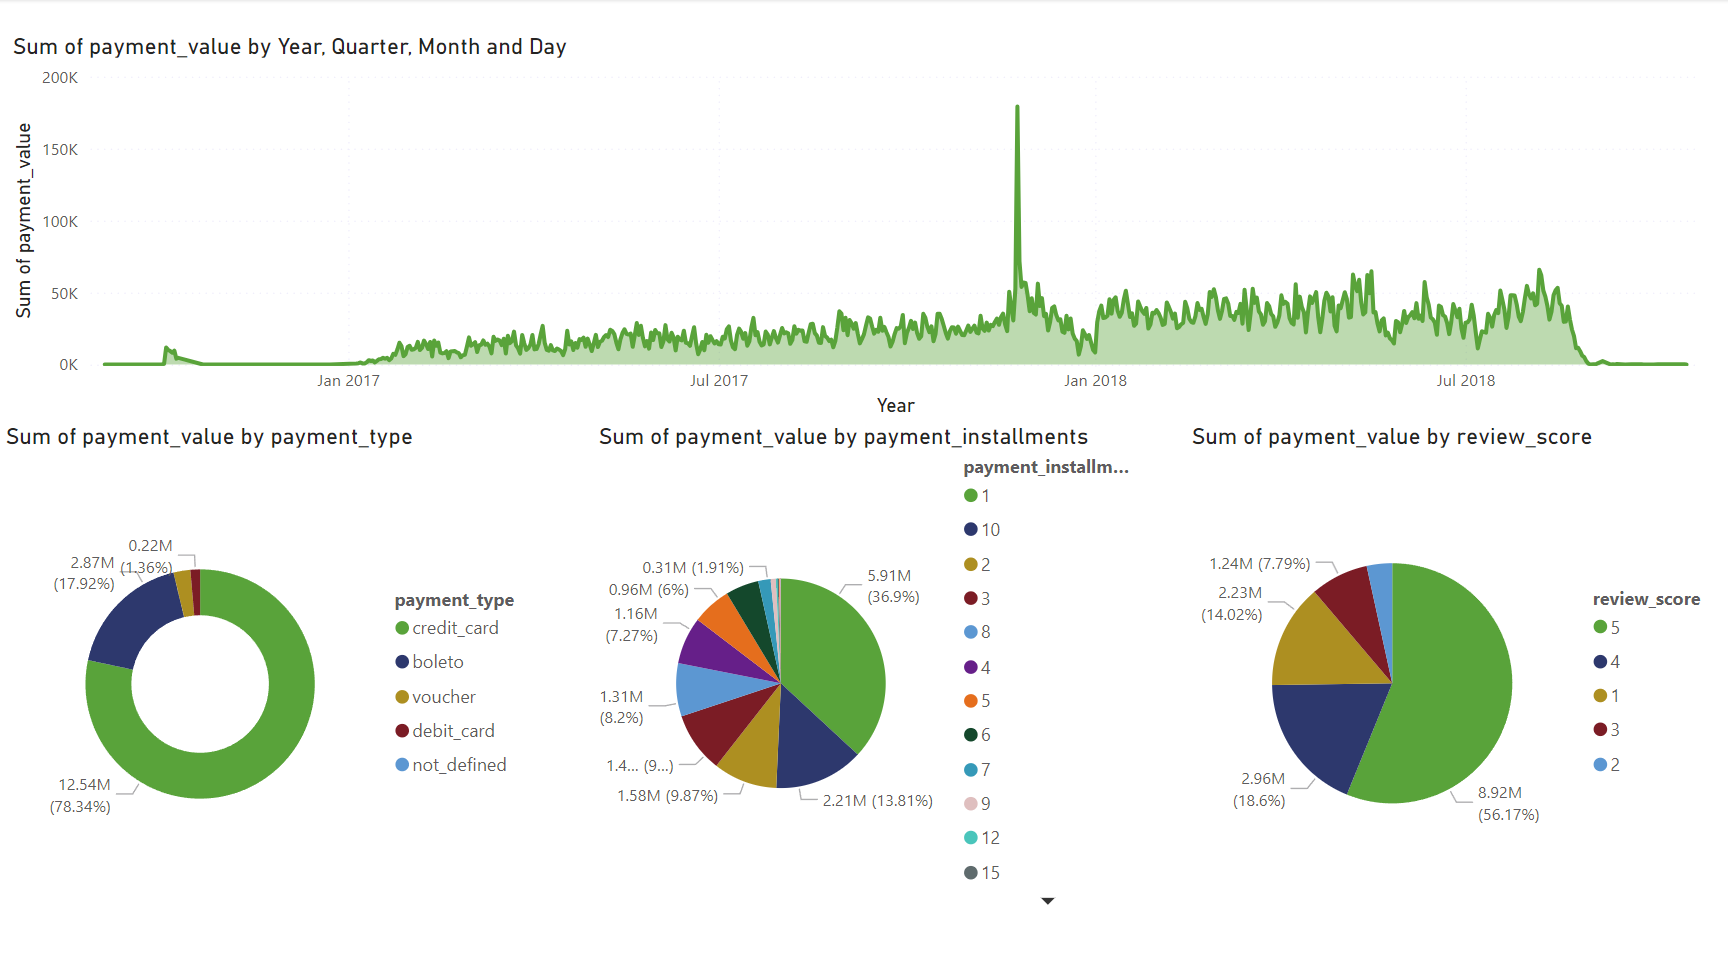 Sum of payment_value by Year, Quarter, Month and Day
200K
150K
100K
50K
0K
Sum of payment_value
Jan 2017
Jul 2017
Jan 2018
Jul 2018
Year
Sum of payment_value by payment_type
0.22M
(1.36%)
2.87M
(17.92%)
12.54M
(78.34%)
payment_type
credit_card
boleto
voucher
debit_card
not_defined
Sum of payment_value by payment_installments
0.31M (1.91%)
0.96M (6%)
1.16M
(7.27%)
1.31M
(8.2%)
1.4... (9...)
1.58M (9.87%)
2.21M (13.81%)
5.91M
(36.9%)
payment_installm...
1
10
2
3
8
4
5
6
7
9
12
15
Sum of payment_value by review_score
1.24M (7.79%)
2.23M
(14.02%)
2.96M
(18.6%)
8.92M
(56.17%)
review_score
5
4
1
3
2